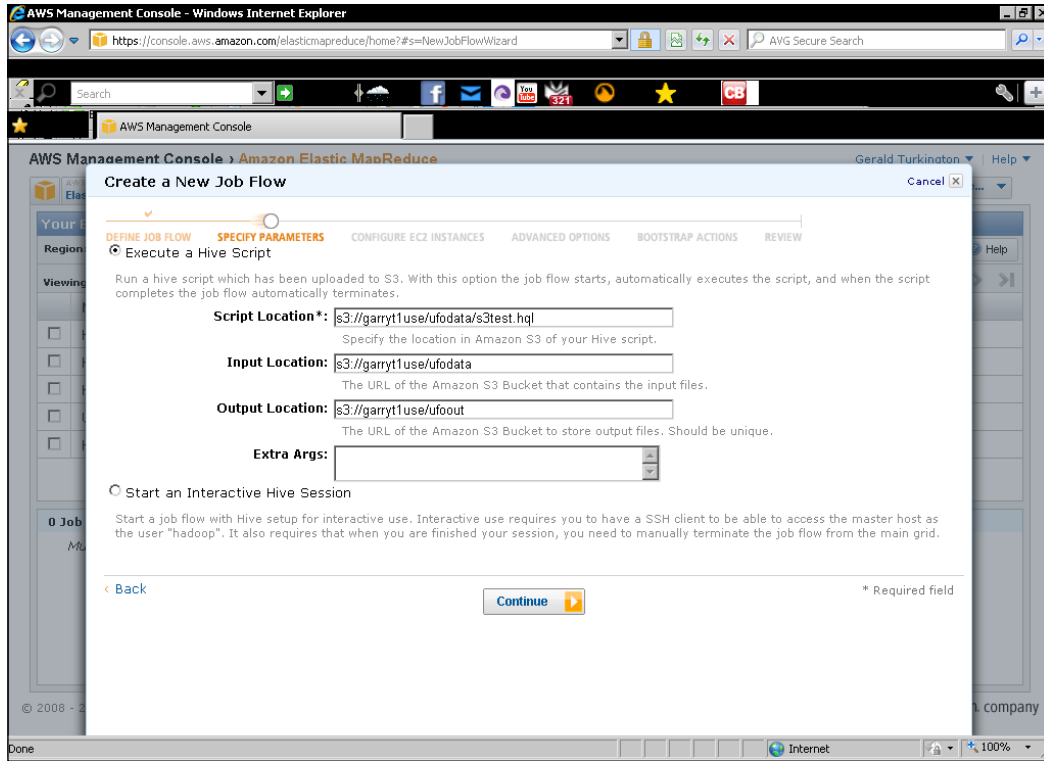 AWS Management Console - Windows Internet Explorer
https://console.aws.amazon.com/elasticmapreduce/home?#s=NewJobFlowWizard
AVG Secure Search
Search
f
You
Tube
321
CB
AWS Management Console
AWS Management Console › Amazon Elastic MapReduce
Gerald Turkington
Help
Elas
Create a New Job Flow
Cancel
Your E
DEFINE JOB FLOW
SPECIFY PARAMETERS
CONFIGURE EC2 INSTANCES
ADVANCED OPTIONS
BOOTSTRAP ACTIONS
REVIEW
Region
Execute a Hive Script
Help
Viewing
Run a hive script which has been uploaded to S3. With this option the job flow starts, automatically executes the script, and when the script
completes the job flow automatically terminates.
Script Location*: s3://garryt1use/ufodata/s3test.hql
Specify the location in Amazon S3 of your Hive script.
Input Location: s3://garryt1use/ufodata
The URL of the Amazon S3 Bucket that contains the input files.
Output Location: s3://garryt1use/ufoout
The URL of the Amazon S3 Bucket to store output files. Should be unique.
Extra Args:
Start an Interactive Hive Session
0 Job
Start a job flow with Hive setup for interactive use. Interactive use requires you to have a SSH client to be able to access the master host as
the user "hadoop". It also requires that when you are finished your session, you need to manually terminate the job flow from the main grid.
‹ Back
Continue
* Required field
© 2008 - 2
company
Done
Internet
100%